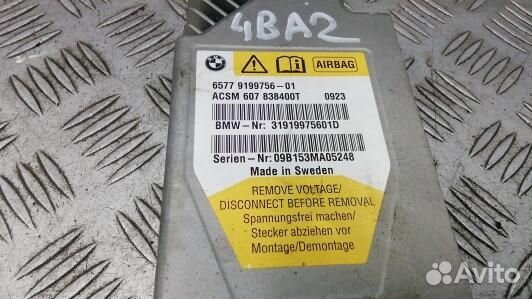 4BA2
AIRBAG
6577 9199756-01
ACSM 607 838400T 0923
BMW-Nr: 31919975601D
Serien-Nr: 09B153MA05248
Made in Sweden
REMOVE VOLTAGE/
DISCONNECT BEFORE REMOVAL
Spannungsfrei machen/
Stecker abziehen vor
Montage/Demontage
Avito